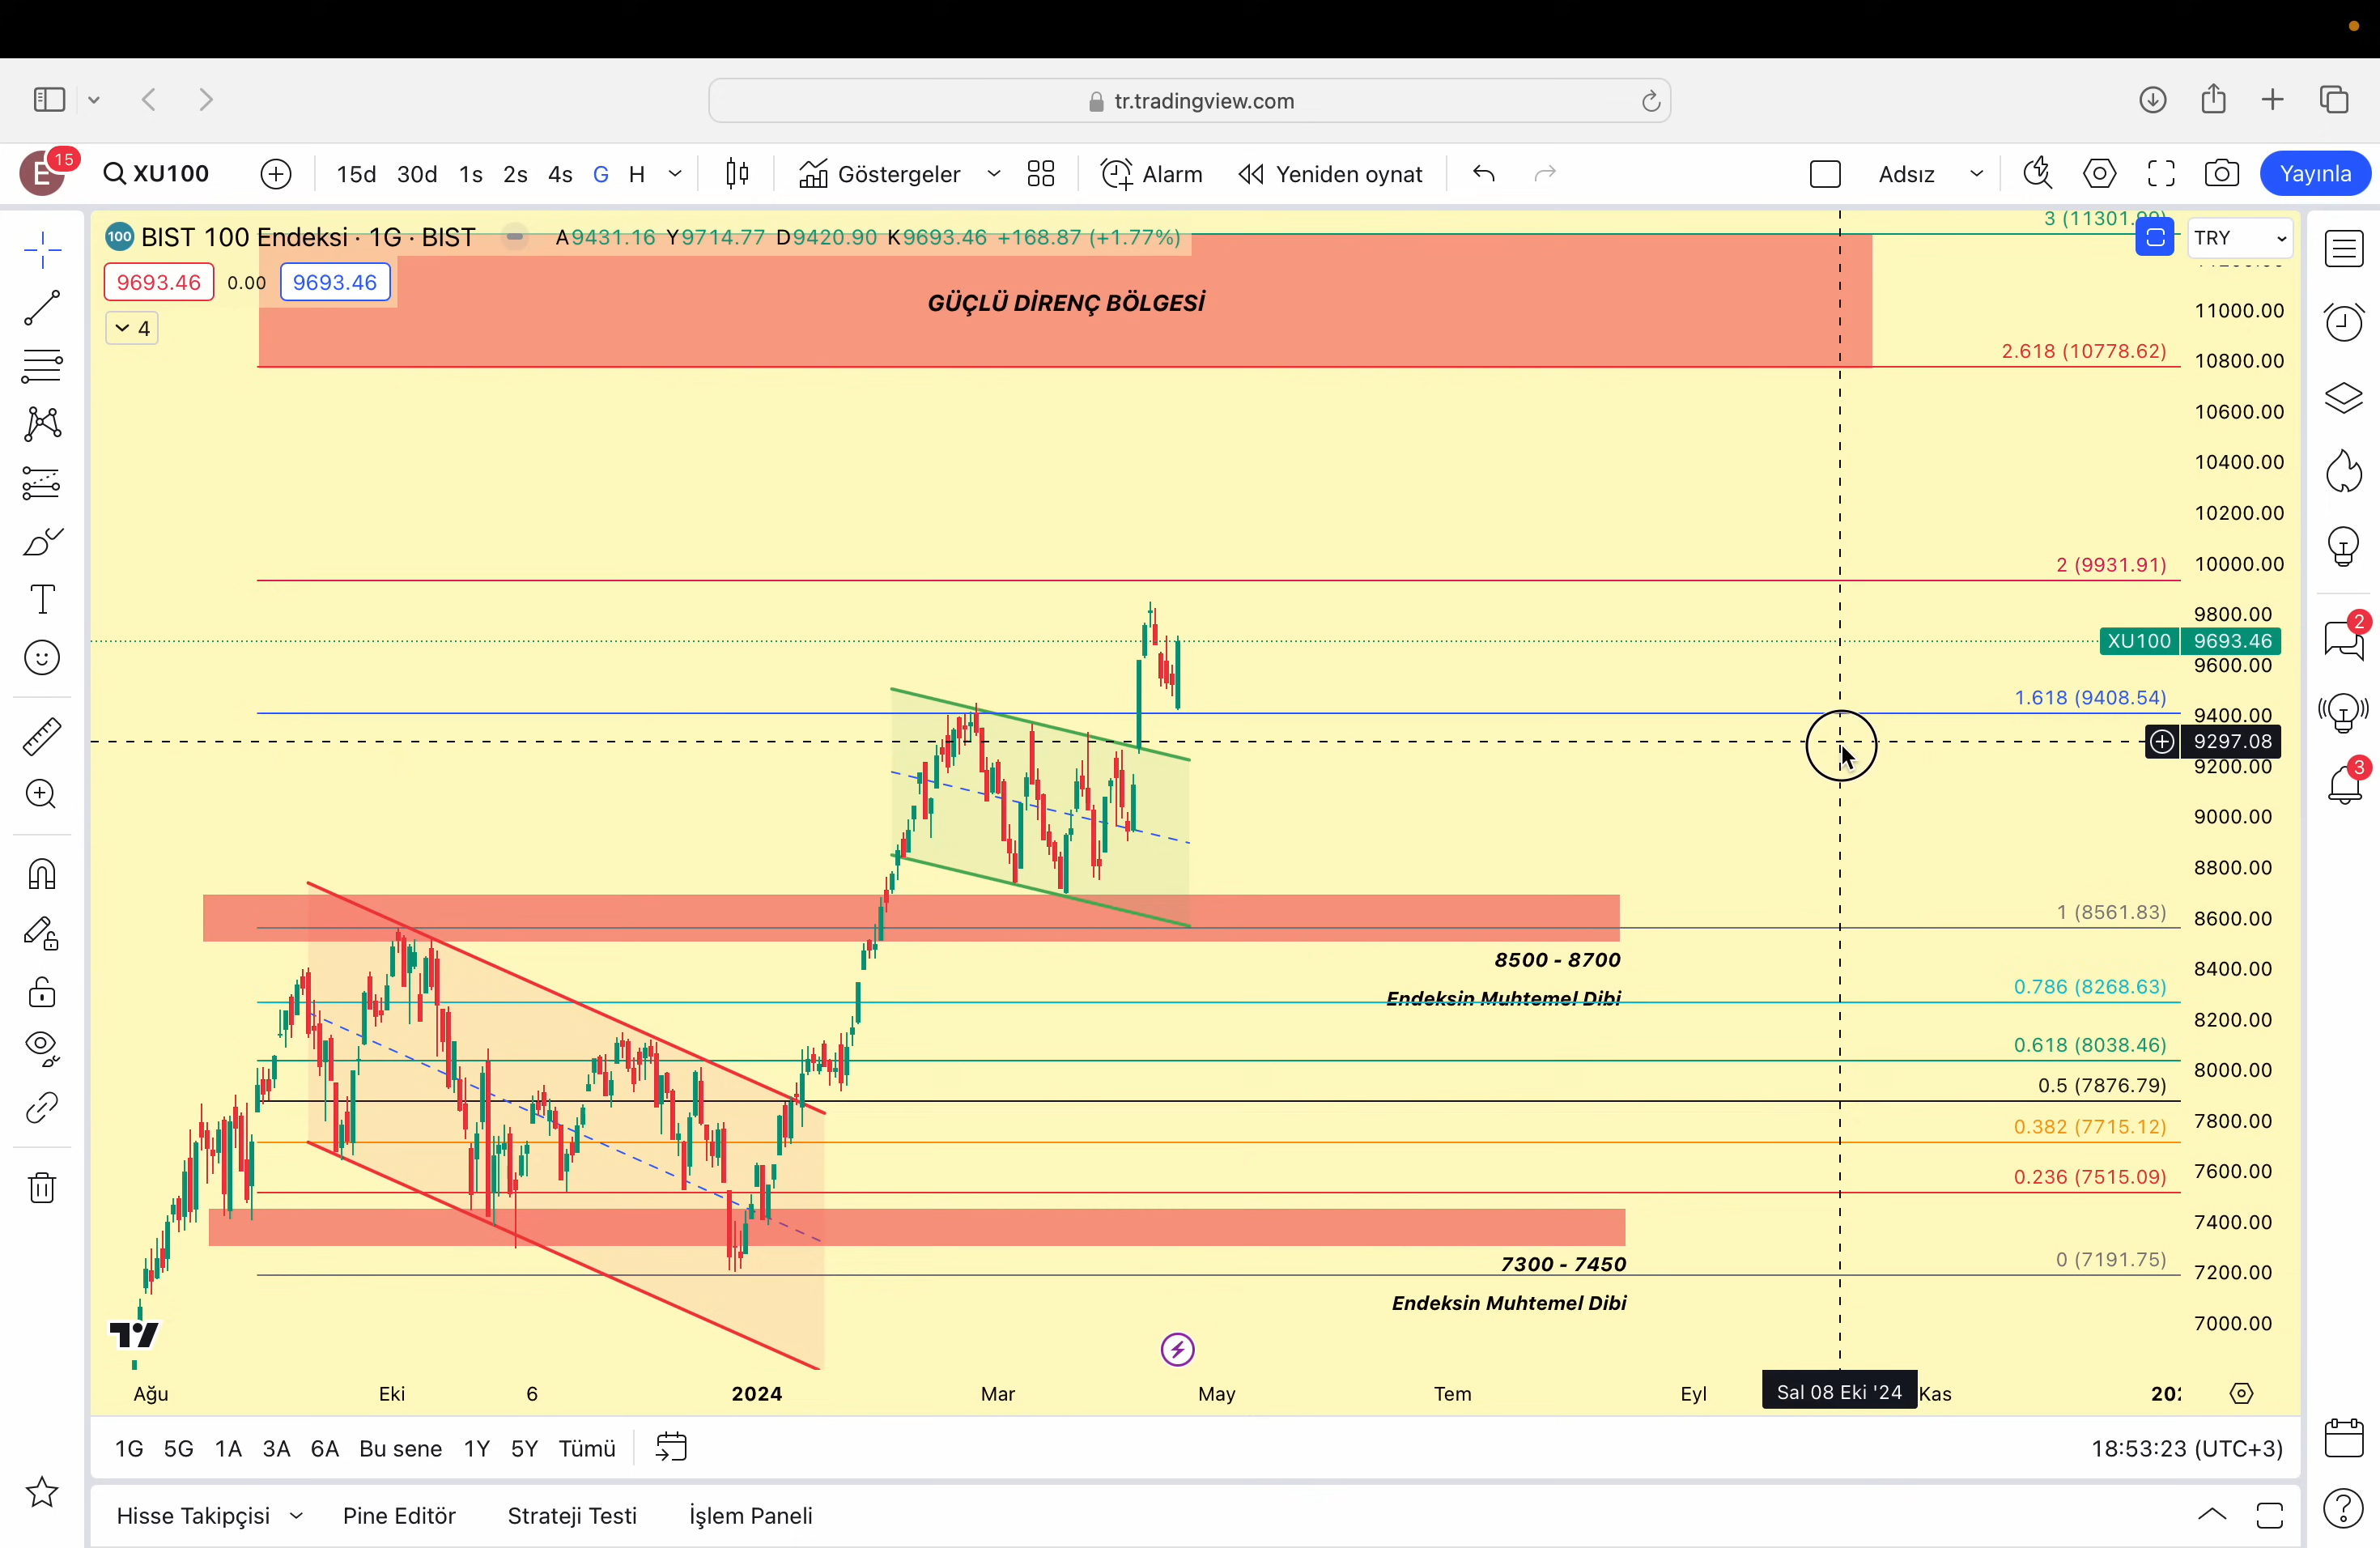 tr.tradingview.com
E
15
XU100
15d 30d 1s 2s 4s G H
Göstergeler
Alarm
Yeniden oynat
Adsız
Yayınla
100 BIST 100 Endeksi · 1G · BIST
A9431.16 Y9714.77 D9420.90 K9693.46 +168.87 (+1.77%)
TRY
9693.46 0.00 9693.46
4
GÜÇLÜ DİRENÇ BÖLGESİ
11000.00
2.618 (10778.62)
10800.00
10600.00
10400.00
10200.00
2 (9931.91)
10000.00
9800.00
XU100 9693.46
9600.00
1.618 (9408.54)
9400.00
9297.08
9200.00
9000.00
8800.00
1 (8561.83)
8600.00
8500 - 8700
8400.00
Endeksin Muhtemel Dibi
0.786 (8268.63)
8200.00
0.618 (8038.46)
8000.00
0.5 (7876.79)
0.382 (7715.12)
7800.00
0.236 (7515.09)
7600.00
7400.00
7300 - 7450
0 (7191.75)
7200.00
Endeksin Muhtemel Dibi
7000.00
2
3
Ağu Eki 6 2024 Mar May Tem Eyl Sal 08 Eki '24 Kas
1G 5G 1A 3A 6A Bu sene 1Y 5Y Tümü
18:53:23 (UTC+3)
Hisse Takipçisi Pine Editör Strateji Testi İşlem Paneli